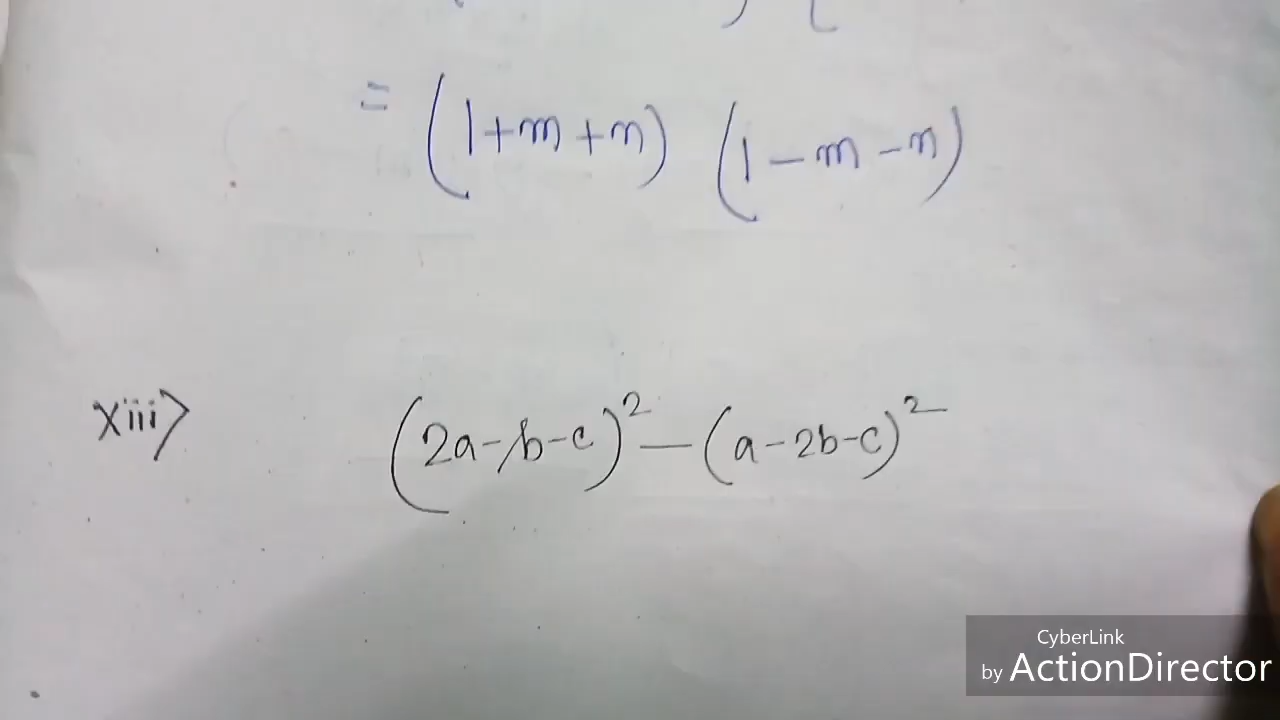 = (1+m+n) (1-m-n)
xiii> (2a-b-c)² - (a-2b-c)²
CyberLink
by ActionDirector